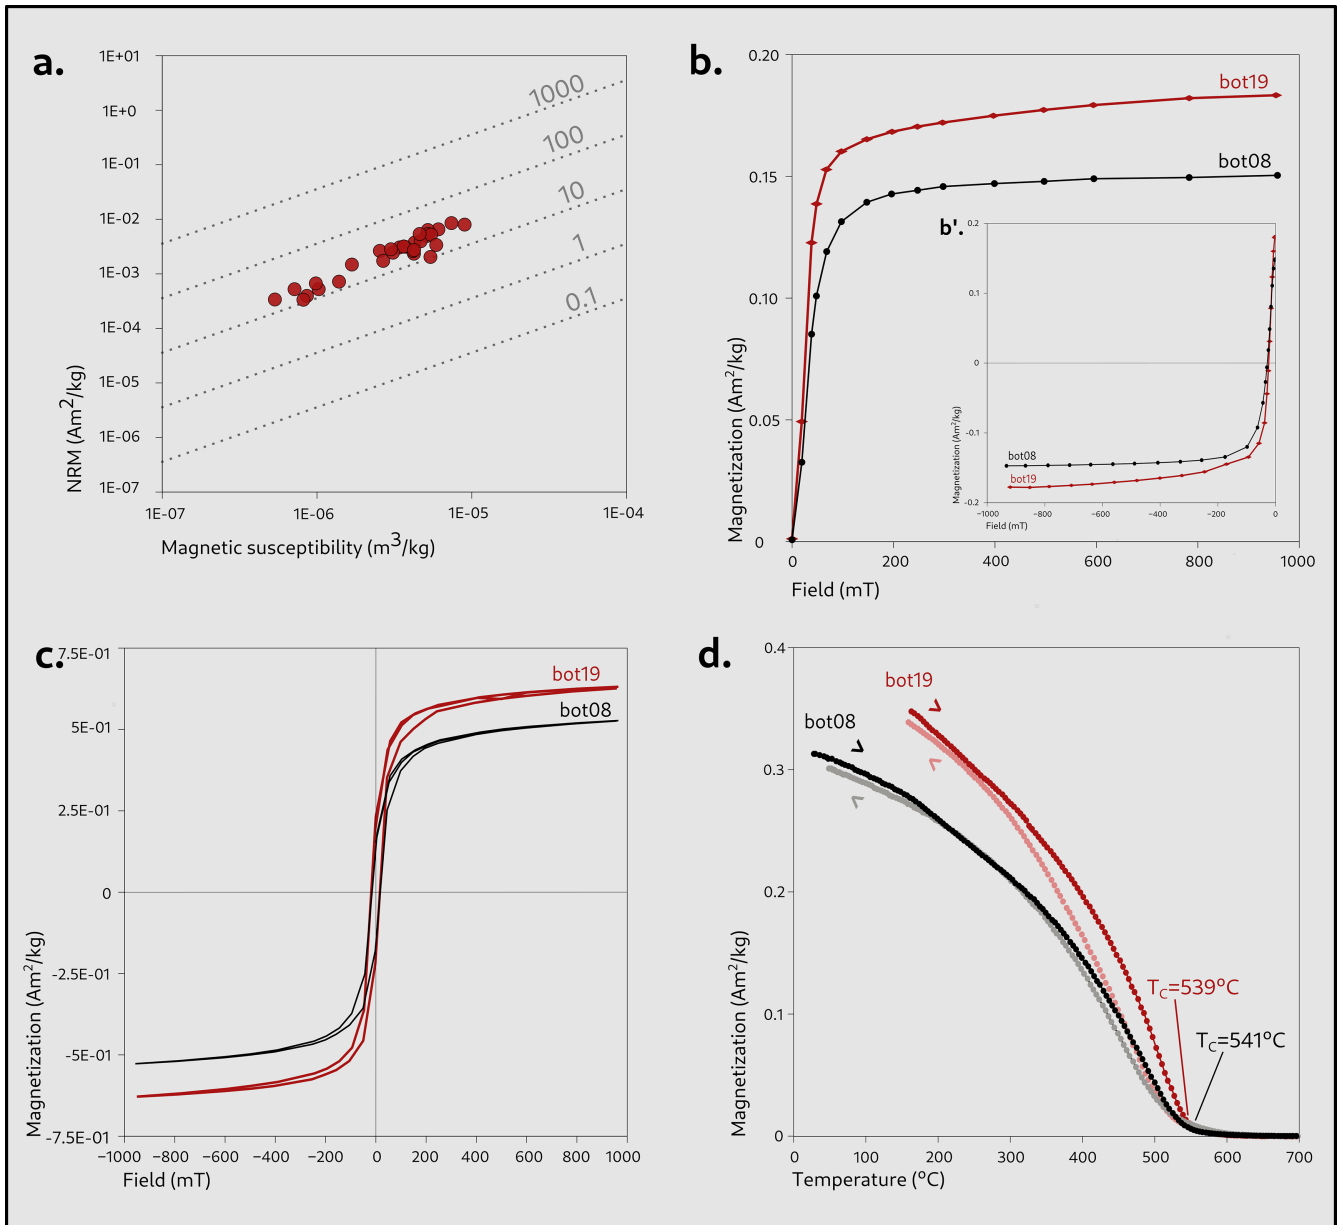 a.
1E+01
1E+0
1E-01
1E-02
1E-03
1E-04
1E-05
1E-06
1E-07
NRM (Am²/kg)
1000
100
10
1
0.1
1E-07 1E-06 1E-05 1E-04
Magnetic susceptibility (m³/kg)
b.
0.20
0.15
0.10
0.05
0
Magnetization (Am²/kg)
bot19
bot08
0 200 400 600 800 1000
Field (mT)
b'.
0.2
0.1
0
-0.1
-0.2
Magnetization (Am²/kg)
bot08
bot19
−1000 −800 −600 −400 −200 0
Field (mT)
c.
7.5E-01
5E-01
2.5E-01
0
-2.5E-01
-5E-01
-7.5E-01
Magnetization (Am²/kg)
bot19
bot08
−1000 −800 −600 −400 −200 0 200 400 600 800 1000
Field (mT)
d.
0.4
0.3
0.2
0.1
0
Magnetization (Am²/kg)
bot19
bot08
T_C=539°C
T_C=541°C
0 100 200 300 400 500 600 700
Temperature (°C)